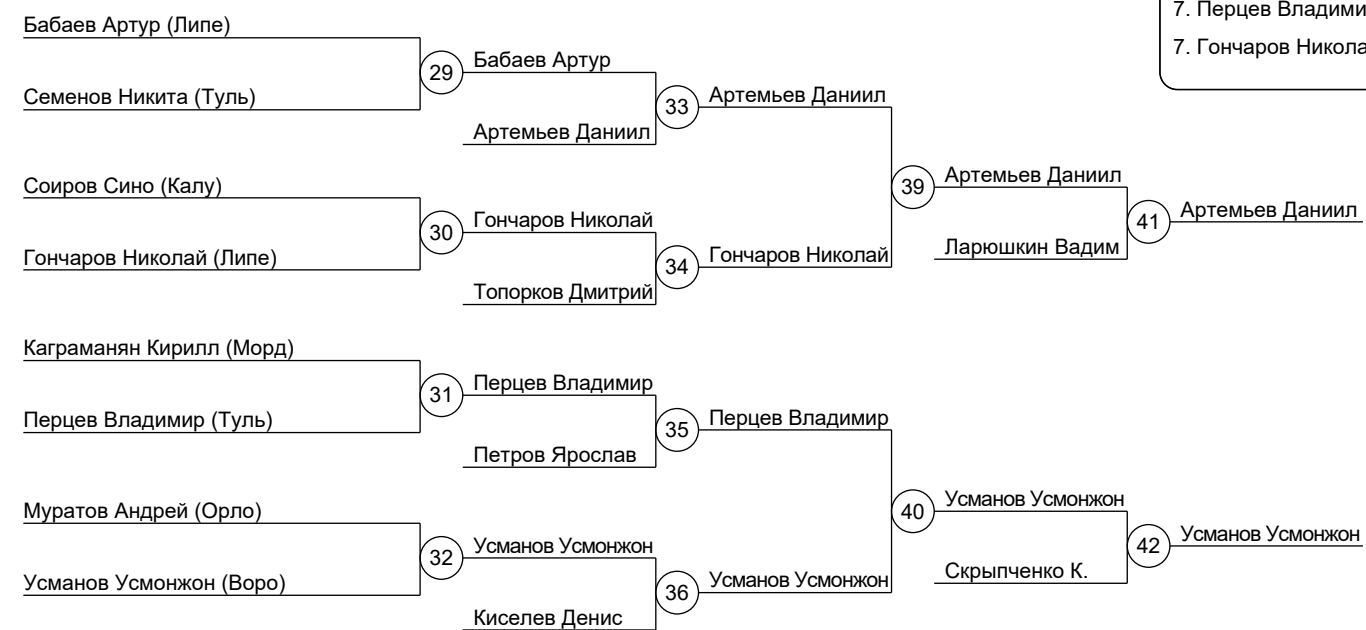 7. Перцев
7. Гончаров
Бабаев Артур (Липе)
29
Бабаев Артур
Семенов Никита (Туль)
33
Артемьев Даниил
Артемьев Даниил
Соиров Сино (Калу)
39
Артемьев Даниил
30
Гончаров Николай
41
Артемьев Даниил
Гончаров Николай (Липе)
34
Гончаров Николай
Ларюшкин Вадим
Топорков Дмитрий
Каграманян Кирилл (Морд)
31
Перцев Владимир
Перцев Владимир (Туль)
35
Перцев Владимир
Петров Ярослав
Муратов Андрей (Орло)
40
Усманов Усмонжон
32
Усманов Усмонжон
42
Усманов Усмонжон
Усманов Усмонжон (Воро)
36
Усманов Усмонжон
Скрыпченко К.
Киселев Денис